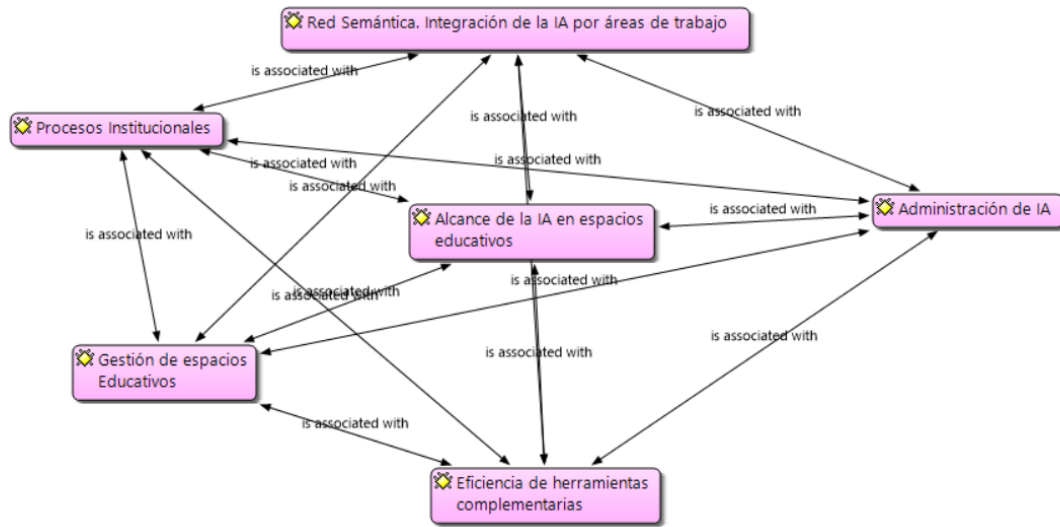 Red Semántica. Integración de la IA por áreas de trabajo
is associated with
is associated with
is associated with
Procesos Institucionales
is associated with
is associated with
is associated with
is associated with
Administración de IA
Alcance de la IA en espacios
educativos
is associated with
is associated with
is associated with
is associated with
is associated with
is associated with
is associated with
Gestión de espacios
Educativos
is associated with
Eficiencia de herramientas
complementarias